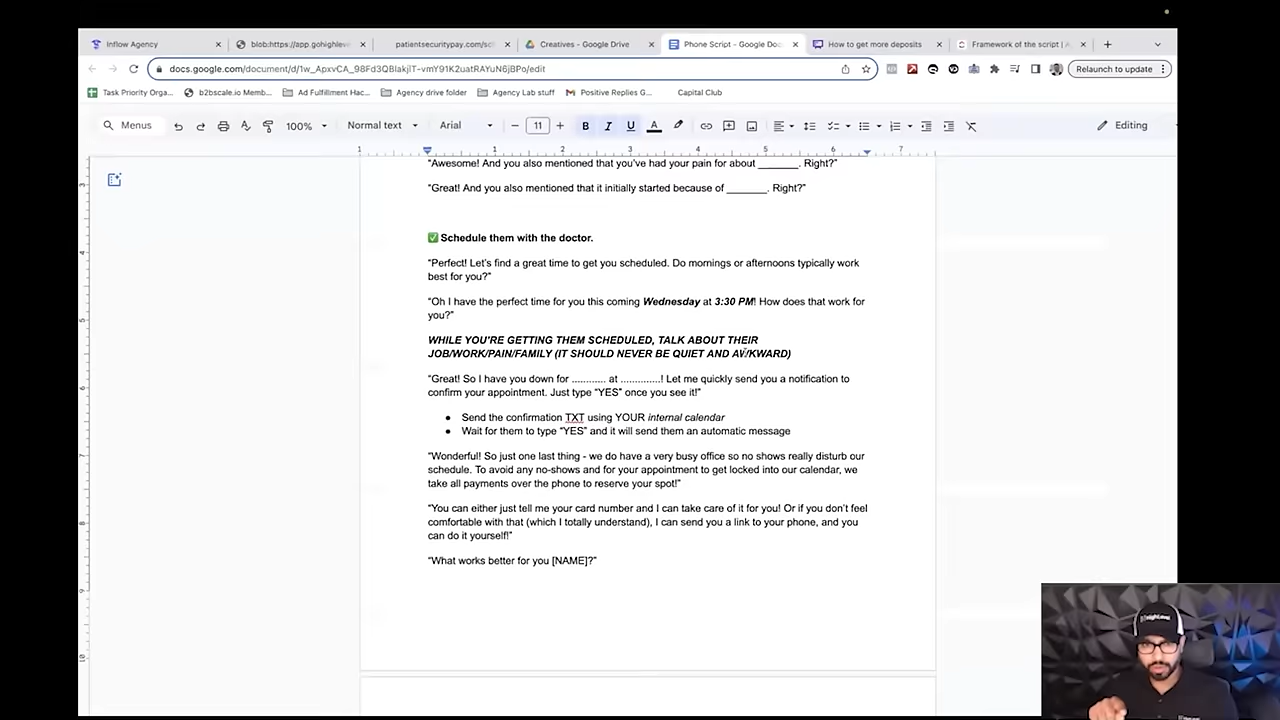 Inflow Agency
blob:https://app.gohighleve
patientsecuritypay.com/sch
Creatives - Google Drive
Phone Script - Google Doc
How to get more deposits
Framework of the script | A
docs.google.com/document/d/1w_ApxvCA_98Fd3QBlakjlT-vmY91K2uatRAYuN6jBPo/edit
Relaunch to update
Task Priority Orga...
b2bscale.io Memb...
Ad Fulfillment Hac...
Agency drive folder
Agency Lab stuff
Positive Replies G...
Capital Club
Menus
100%
Normal text
Arial
11
Editing
1 1 2 3 4 5 6 7
“Awesome! And you also mentioned that you’ve had your pain for about _______. Right?”
“Great! And you also mentioned that it initially started because of _______. Right?”
✅ Schedule them with the doctor.
“Perfect! Let’s find a great time to get you scheduled. Do mornings or afternoons typically work
best for you?”
“Oh I have the perfect time for you this coming Wednesday at 3:30 PM! How does that work for
you?”
WHILE YOU'RE GETTING THEM SCHEDULED, TALK ABOUT THEIR
JOB/WORK/PAIN/FAMILY (IT SHOULD NEVER BE QUIET AND AWKWARD)
“Great! So I have you down for ............ at ..............! Let me quickly send you a notification to
confirm your appointment. Just type “YES” once you see it!”
● Send the confirmation TXT using YOUR internal calendar
● Wait for them to type “YES” and it will send them an automatic message
“Wonderful! So just one last thing - we do have a very busy office so no shows really disturb our
schedule. To avoid any no-shows and for your appointment to get locked into our calendar, we
take all payments over the phone to reserve your spot!”
“You can either just tell me your card number and I can take care of it for you! Or if you don’t feel
comfortable with that (which I totally understand), I can send you a link to your phone, and you
can do it yourself!”
“What works better for you [NAME]?”